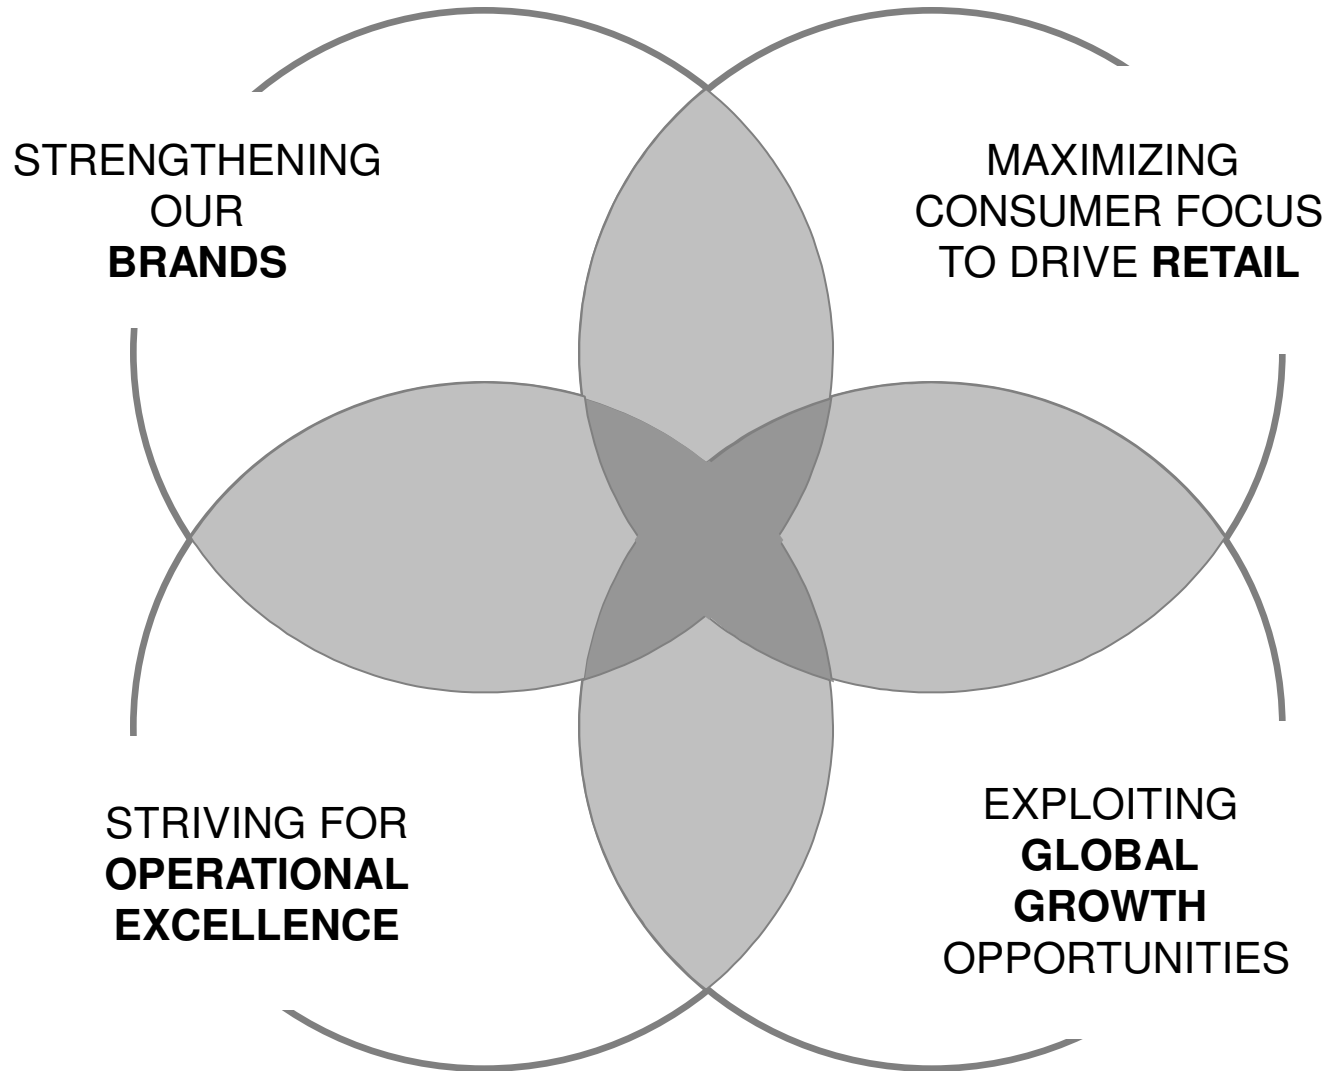 STRENGTHENING
OUR
BRANDS
MAXIMIZING
CONSUMER FOCUS
TO DRIVE RETAIL
STRIVING FOR
OPERATIONAL
EXCELLENCE
EXPLOITING
GLOBAL
GROWTH
OPPORTUNITIES